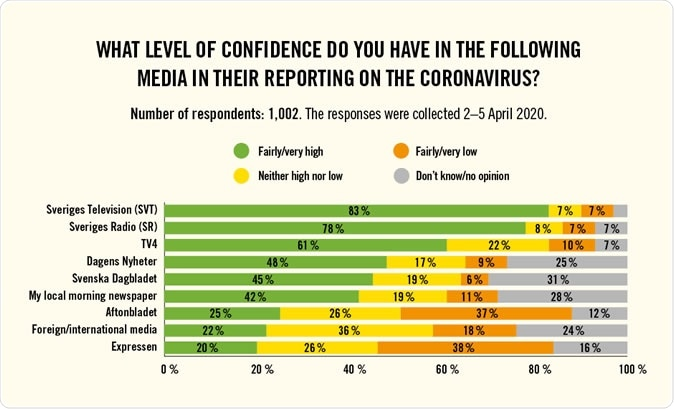 WHAT LEVEL OF CONFIDENCE DO YOU HAVE IN THE FOLLOWING
MEDIA IN THEIR REPORTING ON THE CORONAVIRUS?
Number of respondents: 1,002. The responses were collected 2–5 April 2020.
Fairly/very high
Fairly/very low
Neither high nor low
Don't know/no opinion
Sveriges Television (SVT) 83 % 7 % 7 %
Sveriges Radio (SR) 78 % 8 % 7 % 7 %
TV4 61 % 22 % 10 % 7 %
Dagens Nyheter 48 % 17 % 9 % 25 %
Svenska Dagbladet 45 % 19 % 6 % 31 %
My local morning newspaper 42 % 19 % 11 % 28 %
Aftonbladet 25 % 26 % 37 % 12 %
Foreign/international media 22 % 36 % 18 % 24 %
Expressen 20 % 26 % 38 % 16 %
0 % 20 % 40 % 60 % 80 % 100 %